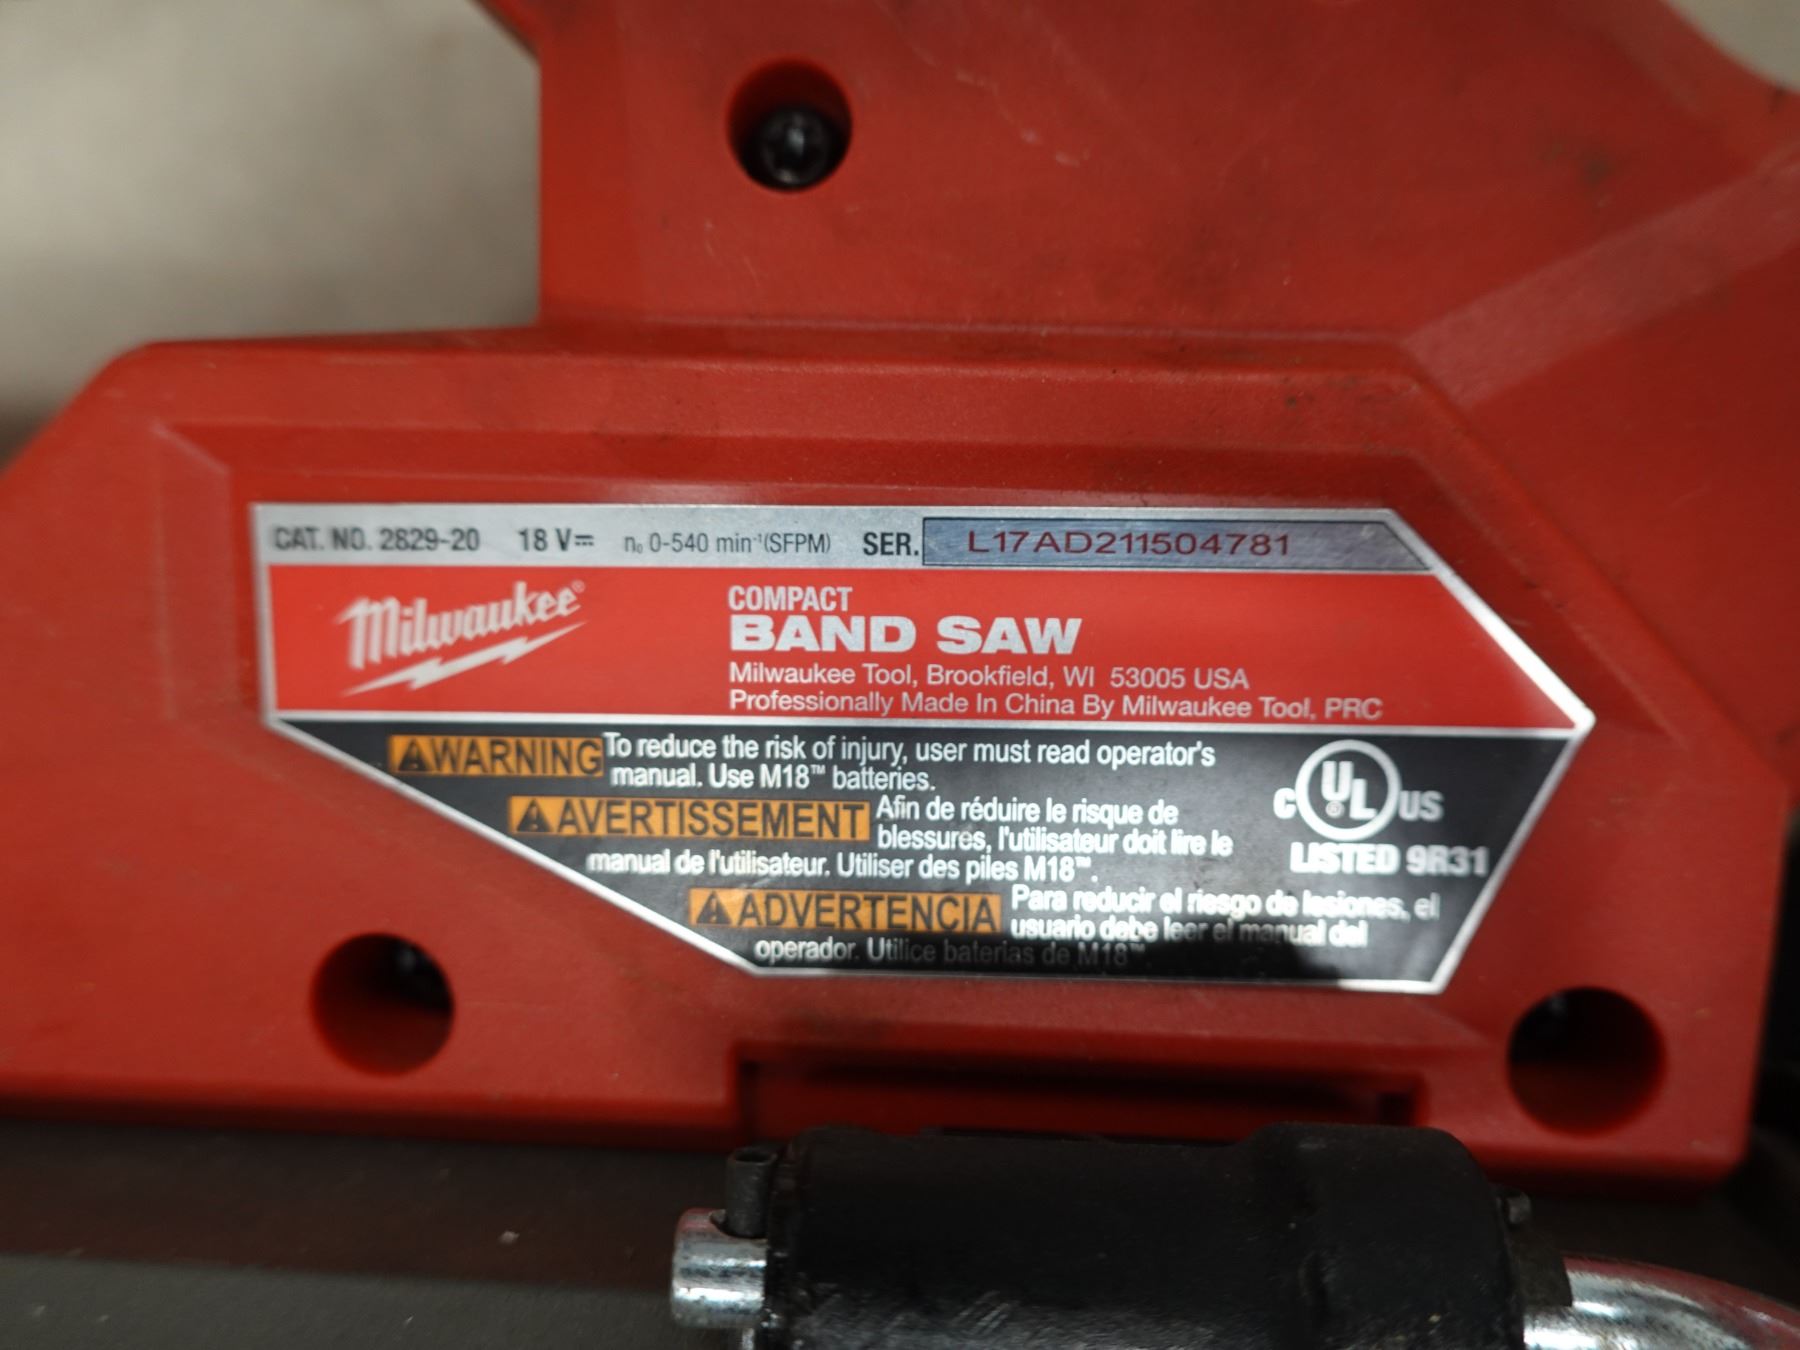 CAT. NO. 2829-20 18 V⎓ n₀ 0-540 min⁻¹(SFPM) SER. L17AD211504781
Milwaukee®
COMPACT
BAND SAW
Milwaukee Tool, Brookfield, WI 53005 USA
Professionally Made In China By Milwaukee Tool, PRC
⚠WARNING To reduce the risk of injury, user must read operator's
manual. Use M18™ batteries.
⚠AVERTISSEMENT Afin de réduire le risque de
blessures, l'utilisateur doit lire le
manual de l'utilisateur. Utiliser des piles M18™.
⚠ADVERTENCIA Para reducir el riesgo de lesiones, el
usuario debe leer el manual del
operador. Utilice baterias de M18™.
C UL® US
LISTED 9R31